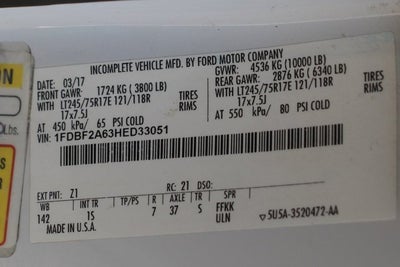 INCOMPLETE VEHICLE MFD. BY FORD MOTOR COMPANY
DATE: 03/17 GVWR: 4536 KG (10000 LB)
FRONT GAWR: 1724 KG (3800 LB) REAR GAWR: 2876 KG (6340 LB)
WITH LT245/75R17E 121/118R TIRES WITH LT245/75R17E 121/118R TIRES
17x7.5J RIMS 17x7.5J RIMS
AT 450 kPa/ 65 PSI COLD AT 550 kPa/ 80 PSI COLD
VIN: 1FDBF2A63HED33051
EXT PNT: Z1 RC: 21 DSO:
WB INT TR TP/PS R AXLE TR SPR
142 1S 7 37 S FFKK
ULN
MADE IN U.S.A. 5U5A-3520472-AA
ON
Lbs.